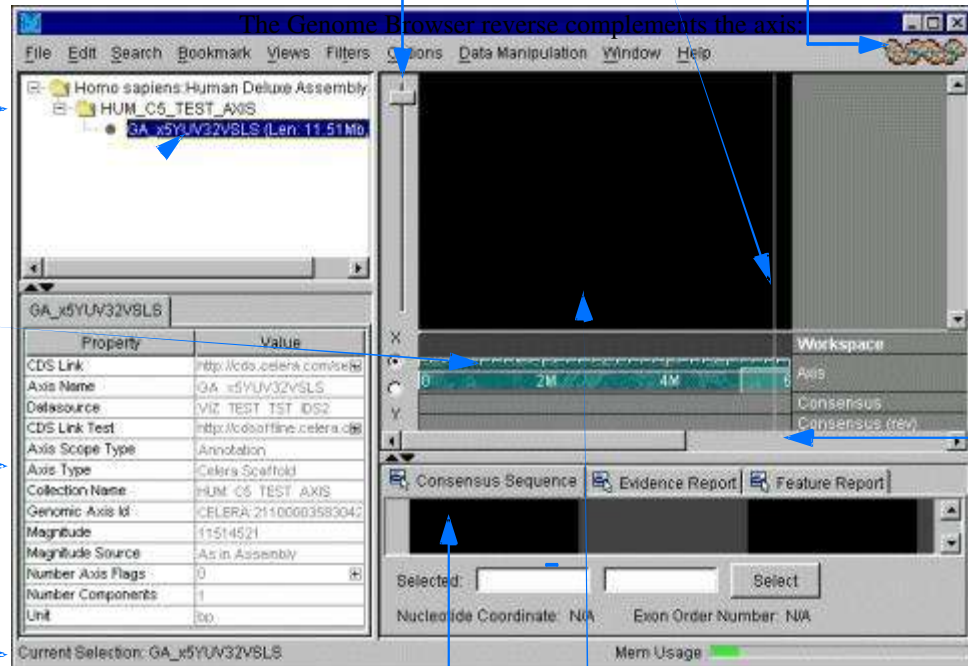 The Genome Browser reverse complements the axis:
File Edit Search Bookmark Views Filters Options Data Manipulation Window Help
Homo sapiens:Human Deluxe Assembly
HUM_C5_TEST_AXIS
GA_x5YUV32VSLS (Len: 11.51Mb,
GA_x5YUV32VSLS
Property Value
CDS Link http://cds.celera.com/se
Axis Name GA_x5YUV32VSLS
Datasource VIZ_TEST_TST_IDS2
CDS Link Test http://cdsoffline.celera.c
Axis Scope Type Annotation
Axis Type Celera Scaffold
Collection Name HUM_C5_TEST_AXIS
Genomic Axis Id CELERA:21100003583042
Magnitude 11514521
Magnitude Source As in Assembly
Number Axis Flags 0
Number Components 1
Unit bp
X
Y
0 2M 4M 6
Workspace
Axis
Consensus
Consensus (rev)
Consensus Sequence Evidence Report Feature Report
Selected: Select
Nucleotide Coordinate: N/A Exon Order Number: N/A
Current Selection: GA_x5YUV32VSLS Mem Usage